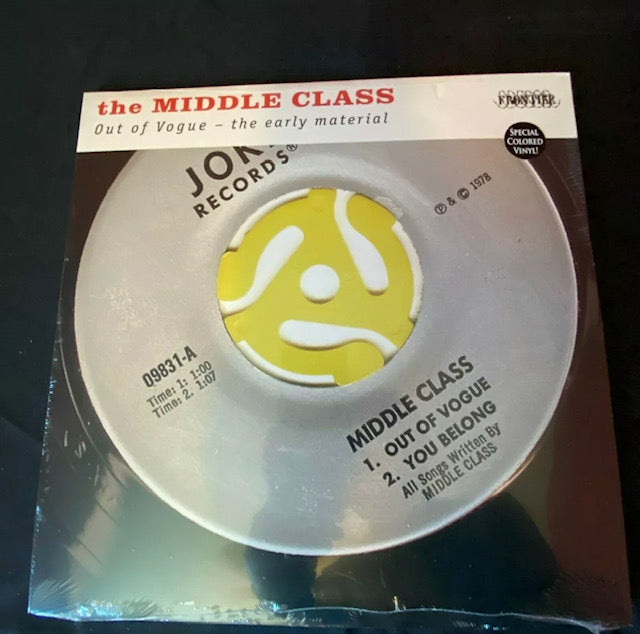 the MIDDLE CLASS
Out of Vogue – the early material
FRONTIER
SPECIAL
COLORED
VINYL!
RECORDS®
℗ & © 1978
09831-A
Time: 1: 1:00
Time: 2. 1:07
MIDDLE CLASS
1. OUT OF VOGUE
2. YOU BELONG
All Songs Written By
MIDDLE CLASS